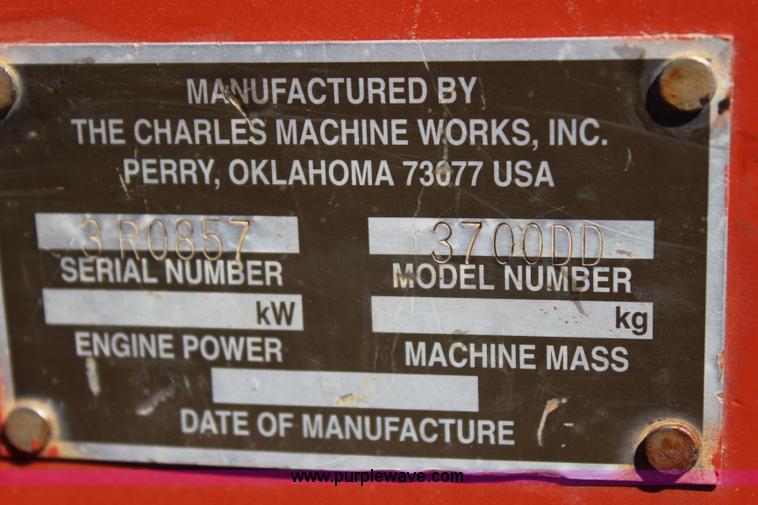 MANUFACTURED BY
THE CHARLES MACHINE WORKS, INC.
PERRY, OKLAHOMA 73077 USA
3R0857 3700DD
SERIAL NUMBER MODEL NUMBER
kW kg
ENGINE POWER MACHINE MASS
DATE OF MANUFACTURE
www.purplewave.com